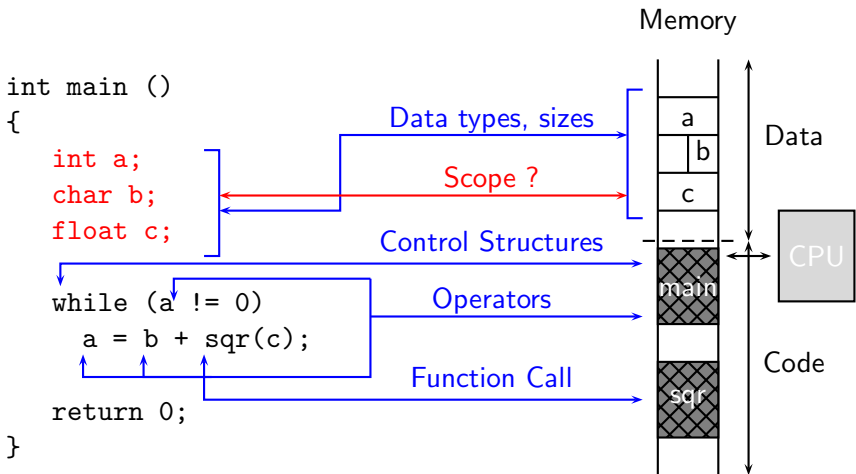 Memory
int main ()
{
int a;
char b;
float c;
Data types, sizes
Scope ?
a
b
c
Data
Control Structures
CPU
while (a != 0)
a = b + sqr(c);
Operators
main
Function Call
sqr
Code
return 0;
}